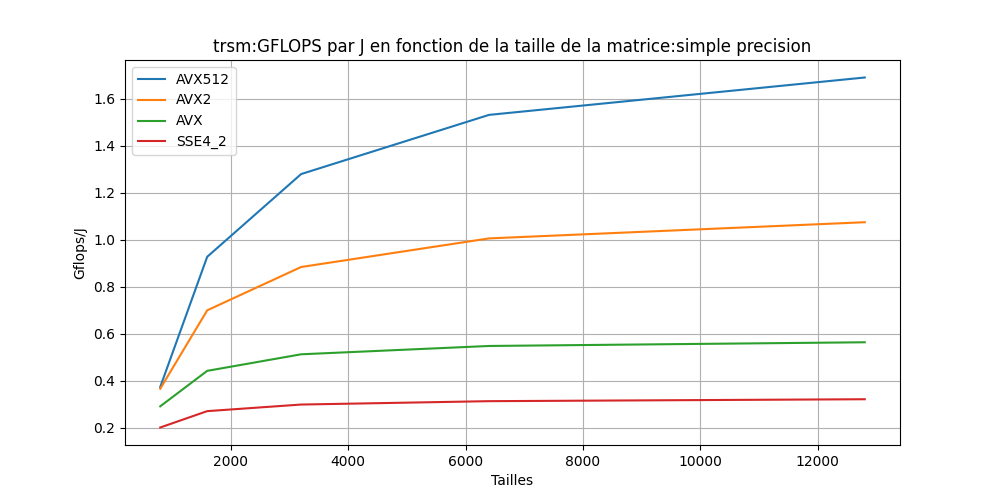 trsm:GFLOPS par J en fonction de la taille de la matrice:simple precision
AVX512
AVX2
AVX
SSE4_2
Gflops/J
1.6
1.4
1.2
1.0
0.8
0.6
0.4
0.2
2000
4000
6000
8000
10000
12000
Tailles